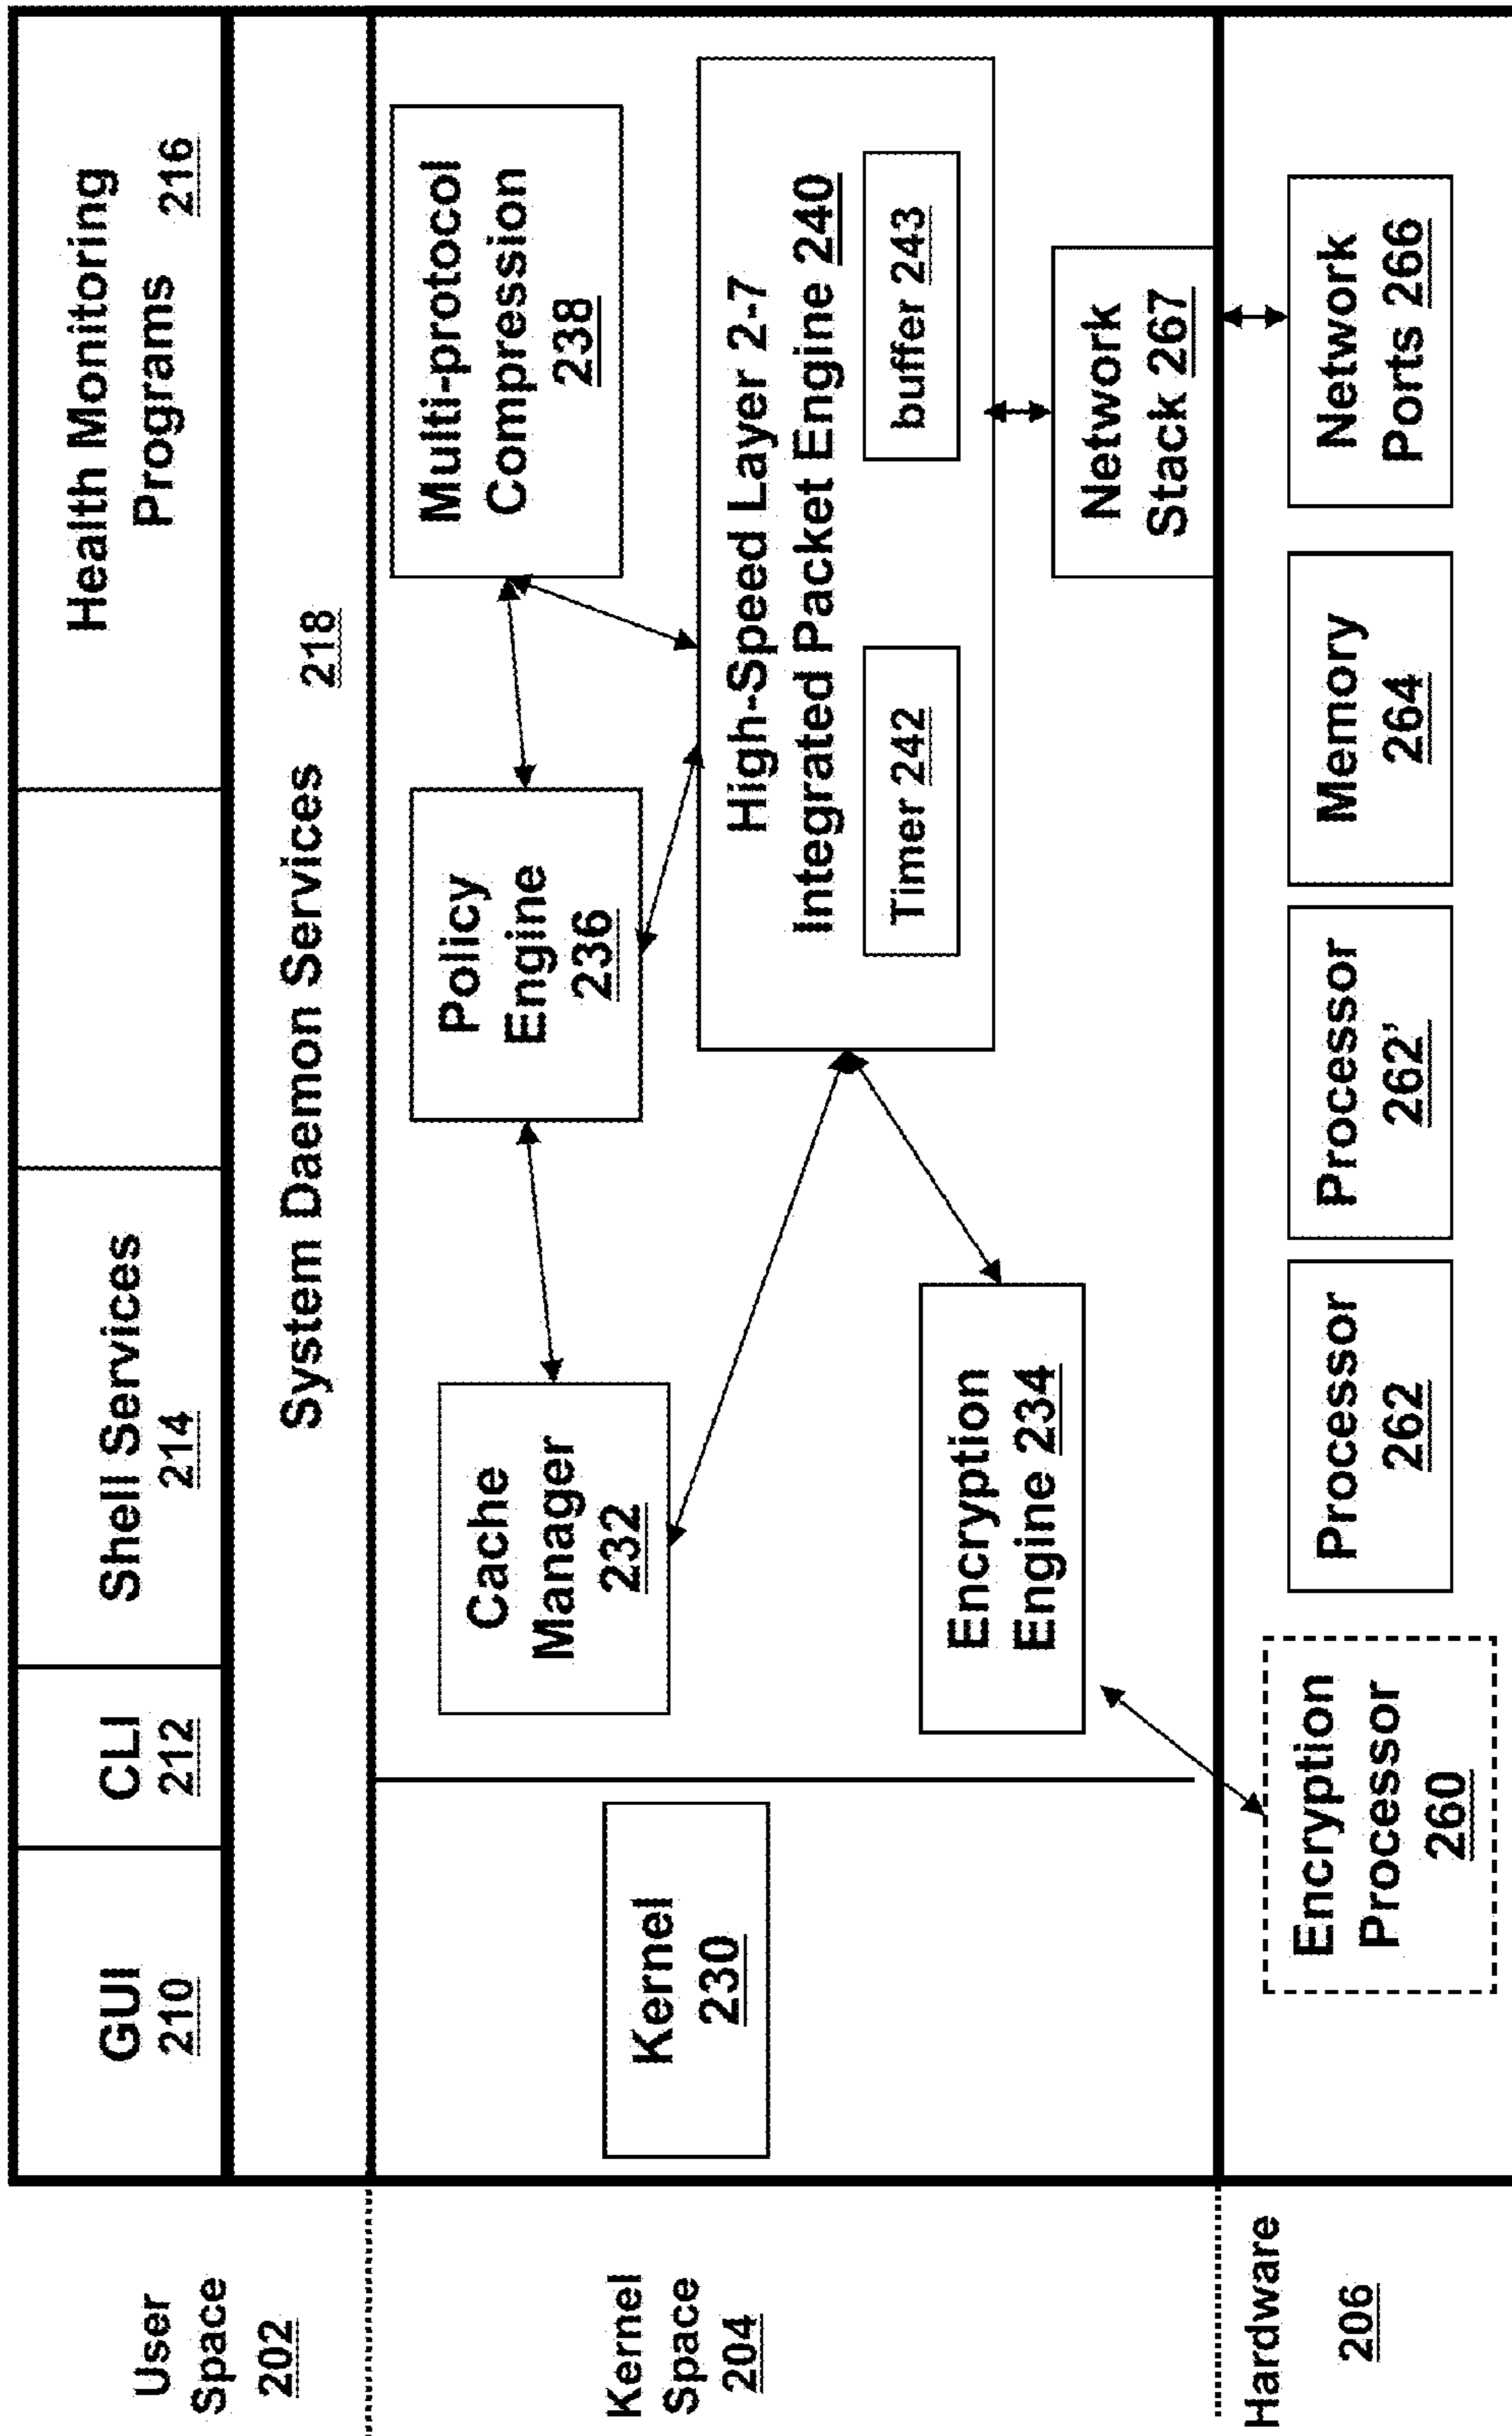 User
Space
202
GUI
210
CLI
212
Shell Services
214
Health Monitoring
Programs 216
System Daemon Services 218
Kernel
Space
204
Kernel
230
Cache
Manager
232
Policy
Engine
236
Multi-protocol
Compression
238
High-Speed Layer 2-7
Integrated Packet Engine 240
Timer 242
buffer 243
Encryption
Engine 234
Network
Stack 267
Hardware
206
Encryption
Processor
260
Processor
262
Processor
262’
Memory
264
Network
Ports 266